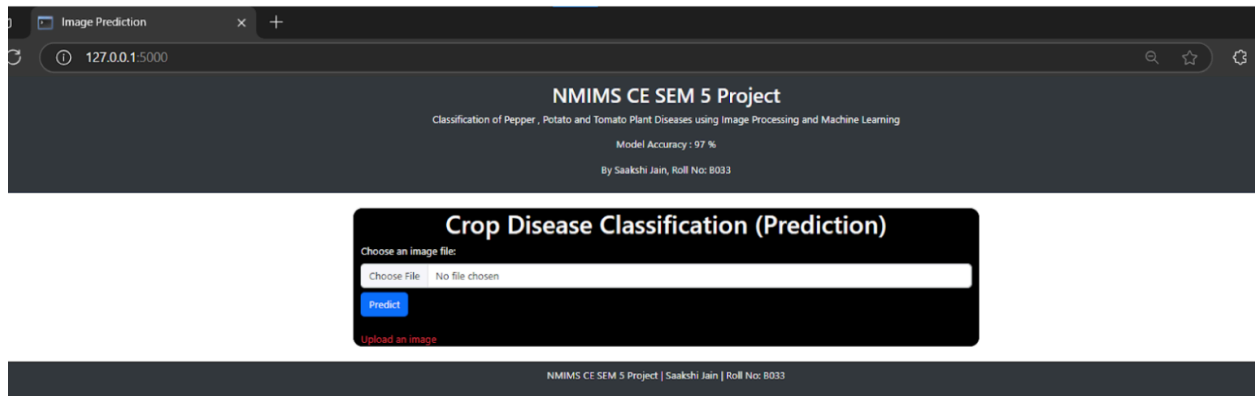 Image Prediction
127.0.0.1:5000
NMIMS CE SEM 5 Project
Classification of Pepper , Potato and Tomato Plant Diseases using Image Processing and Machine Learning
Model Accuracy : 97 %
By Saakshi Jain, Roll No: B033
Crop Disease Classification (Prediction)
Choose an image file:
Choose File No file chosen
Predict
Upload an image
NMIMS CE SEM 5 Project | Saakshi Jain | Roll No: B033